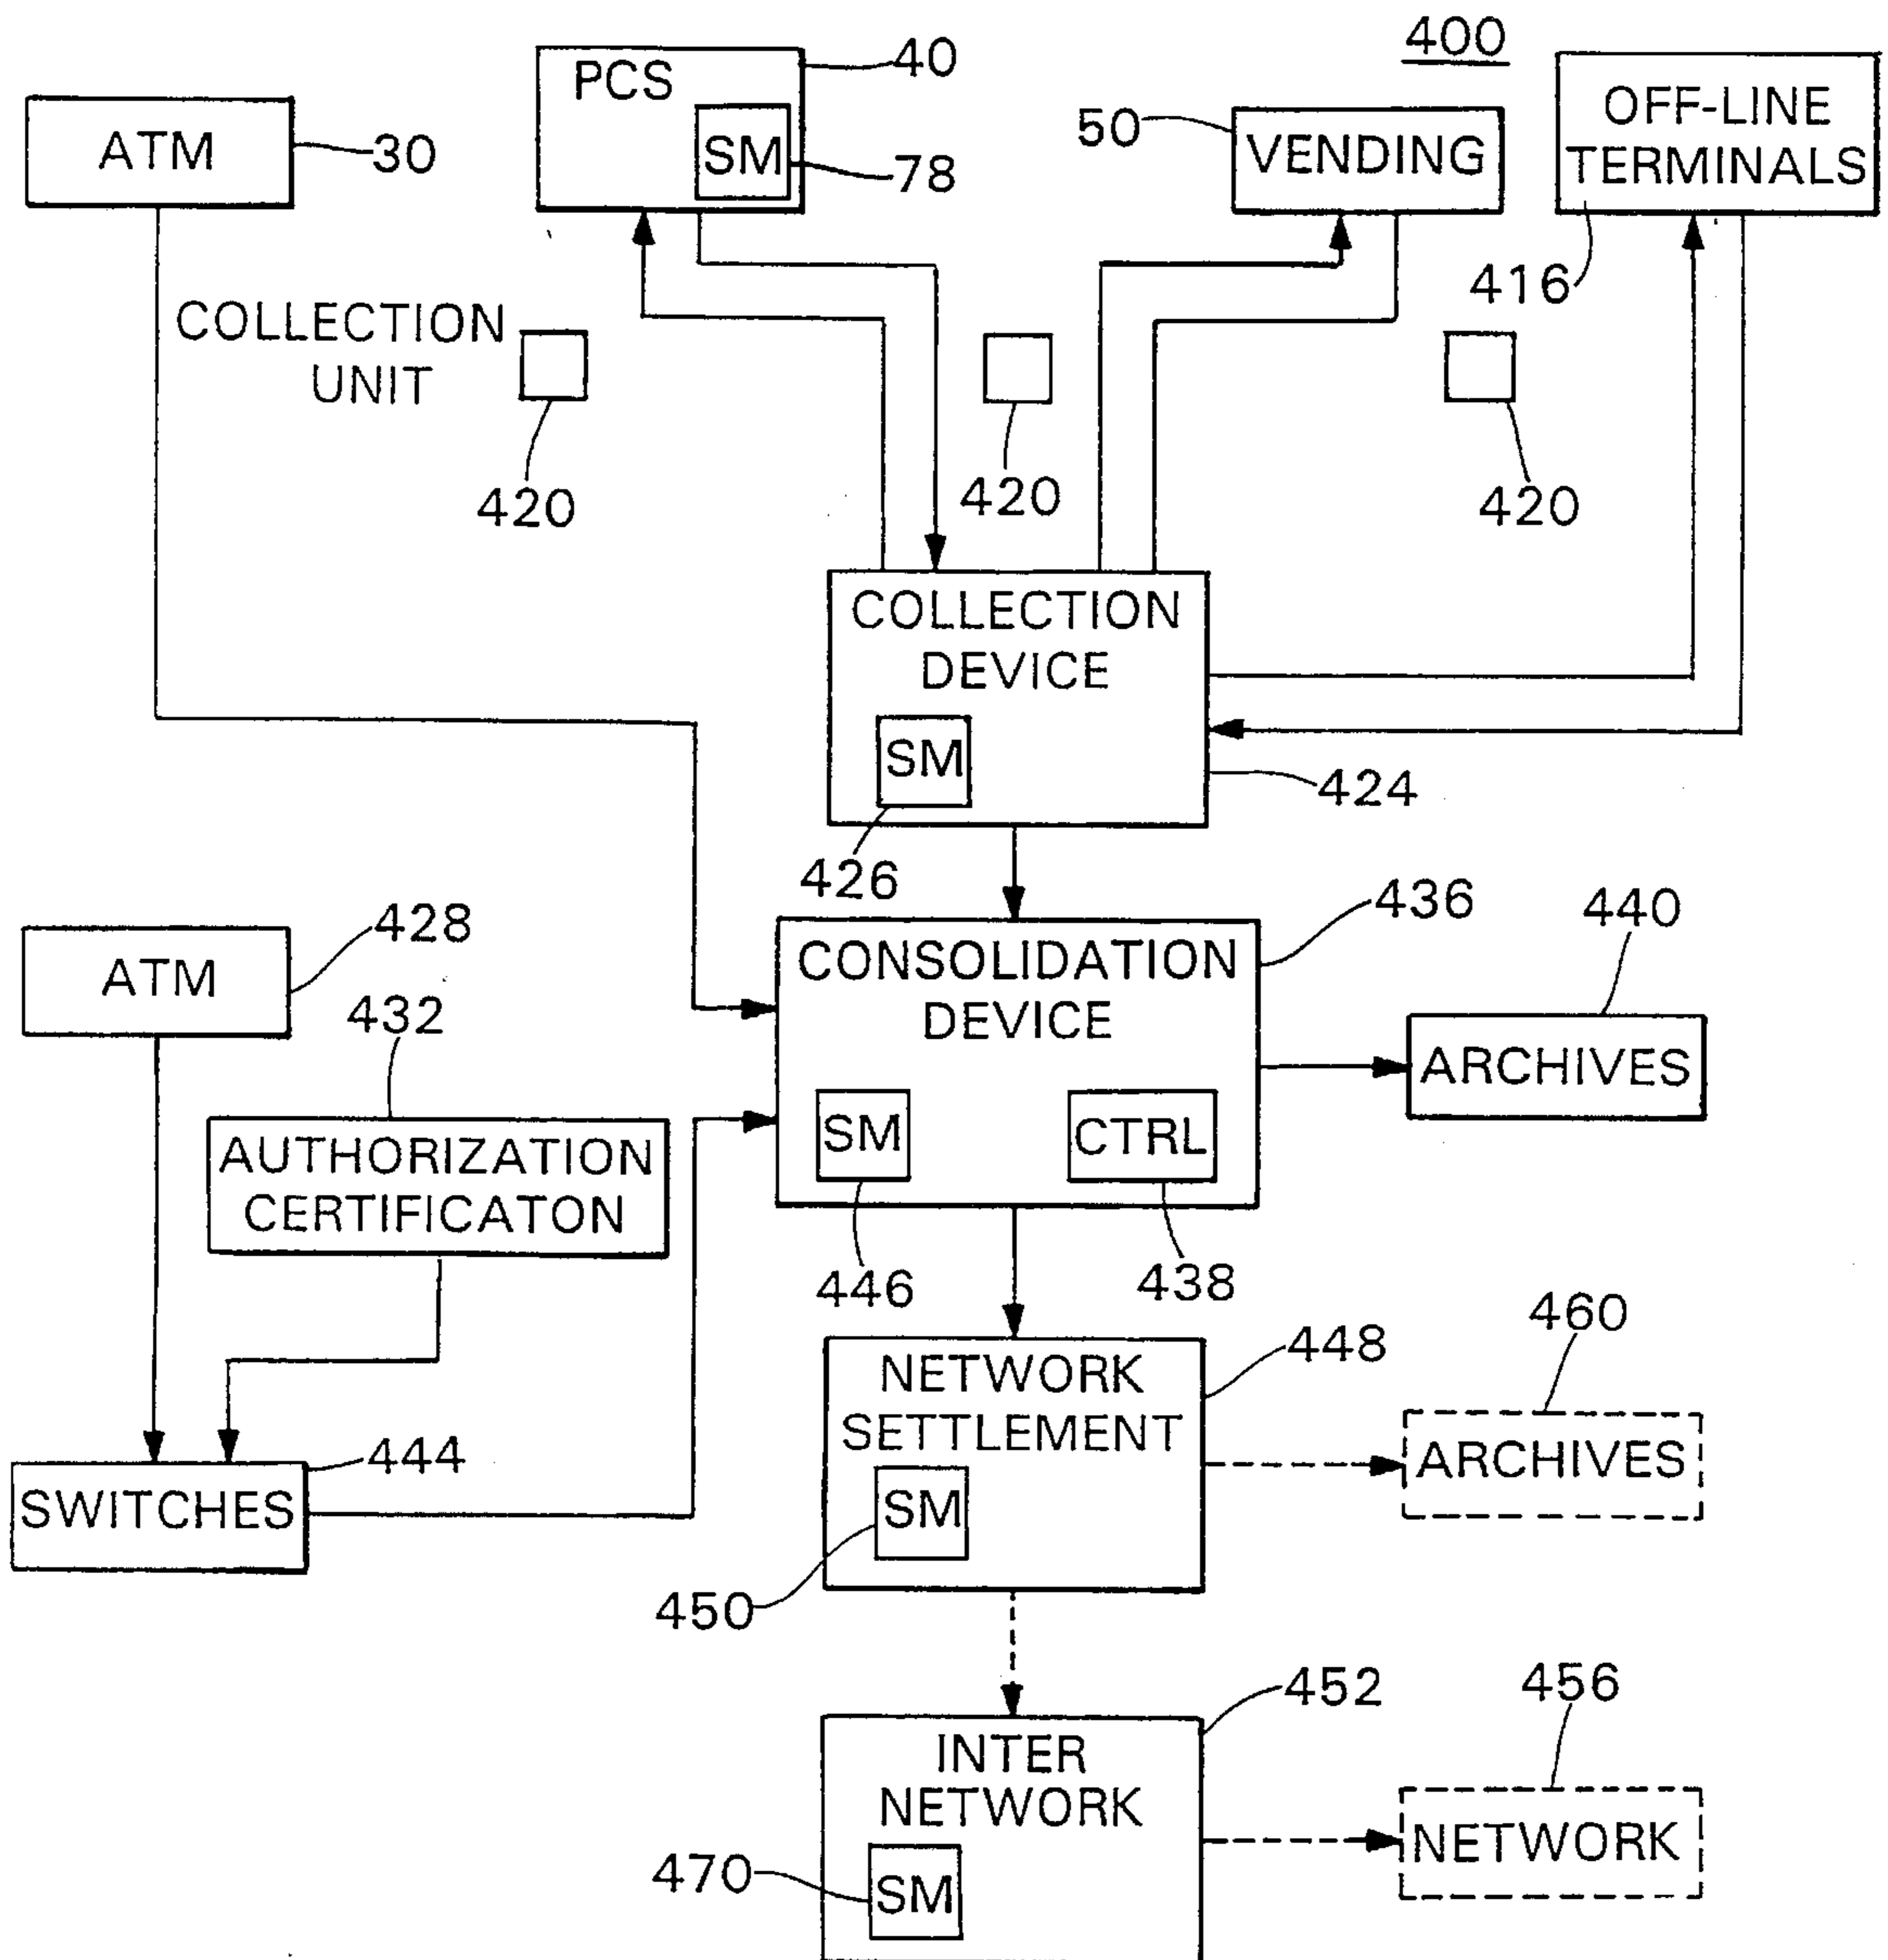 400
PCS
40
SM
78
ATM
30
50
VENDING
OFF-LINE
TERMINALS
416
COLLECTION
UNIT
420
420
420
COLLECTION
DEVICE
SM
424
426
436
440
CONSOLIDATION
DEVICE
ARCHIVES
SM
CTRL
446
438
428
ATM
432
AUTHORIZATION
CERTIFICATON
444
SWITCHES
448
460
NETWORK
SETTLEMENT
ARCHIVES
SM
450
452
456
INTER
NETWORK
NETWORK
470
SM